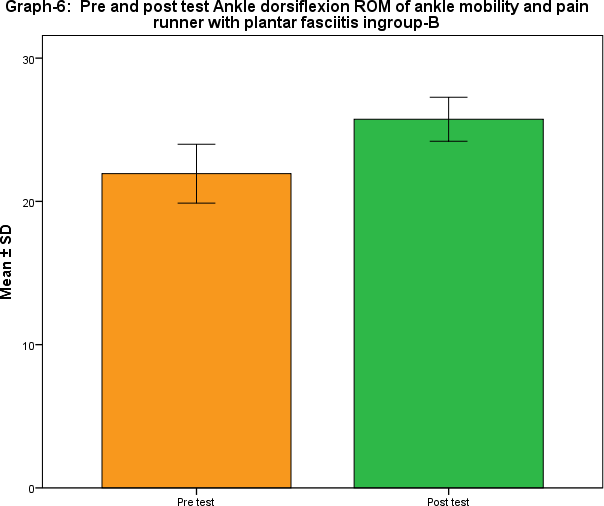 Graph-6:  Pre and post test Ankle dorsiflexion ROM of ankle mobility and pain
runner with plantar fasciitis ingroup-B
30
20
10
0
Mean ± SD
Pre test
Post test